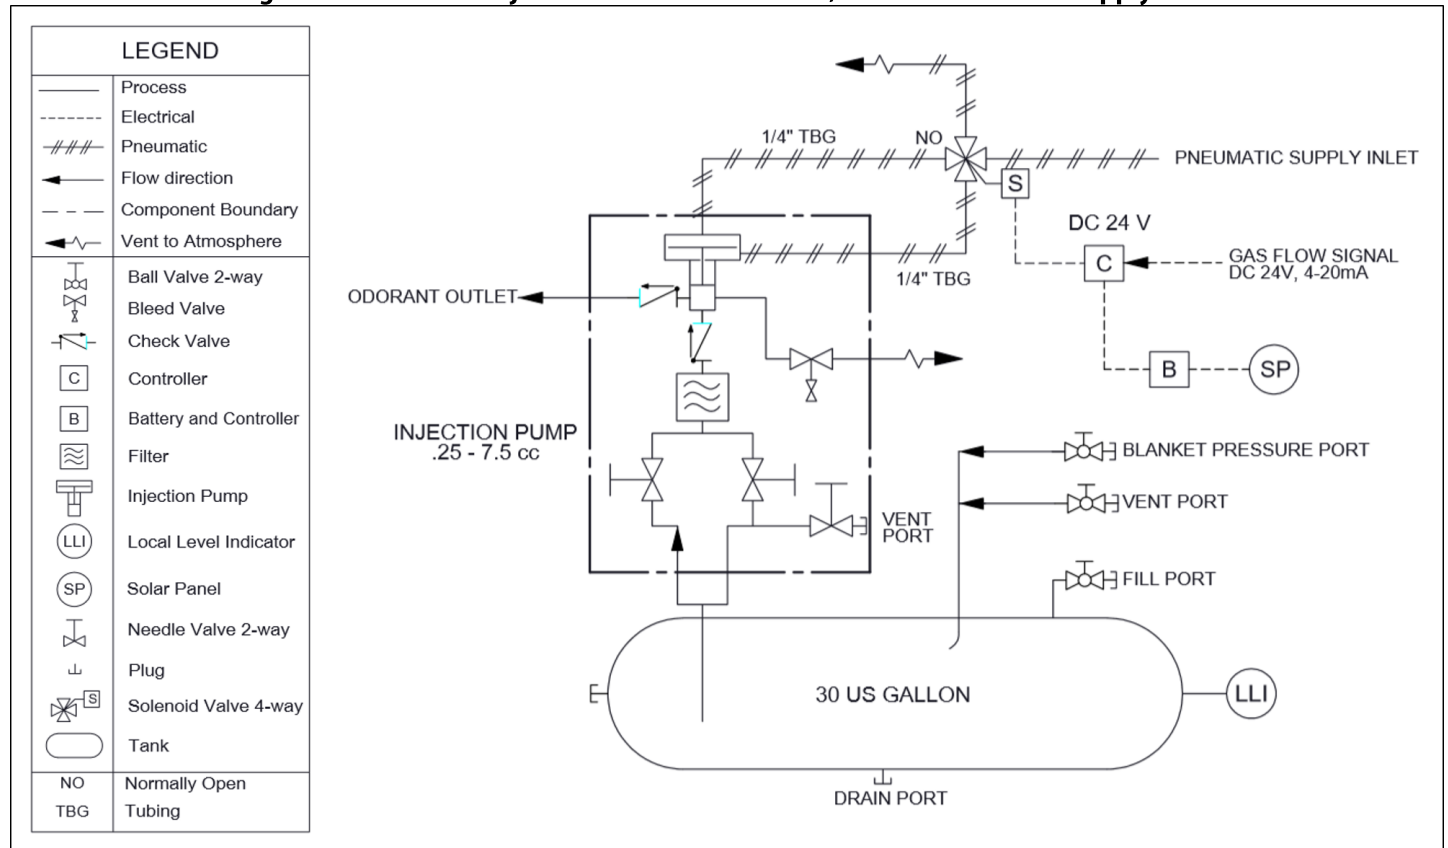 LEGEND
Process
Electrical
Pneumatic
Flow direction
Component Boundary
Vent to Atmosphere
Ball Valve 2-way
Bleed Valve
Check Valve
C Controller
B Battery and Controller
Filter
Injection Pump
LLI Local Level Indicator
SP Solar Panel
Needle Valve 2-way
Plug
S
Solenoid Valve 4-way
Tank
NO Normally Open
TBG Tubing
1/4" TBG
NO
PNEUMATIC SUPPLY INLET
S
DC 24 V
C
GAS FLOW SIGNAL
DC 24V, 4-20mA
1/4" TBG
ODORANT OUTLET
B
SP
INJECTION PUMP
.25 - 7.5 cc
BLANKET PRESSURE PORT
VENT PORT
VENT
PORT
FILL PORT
30 US GALLON
LLI
DRAIN PORT